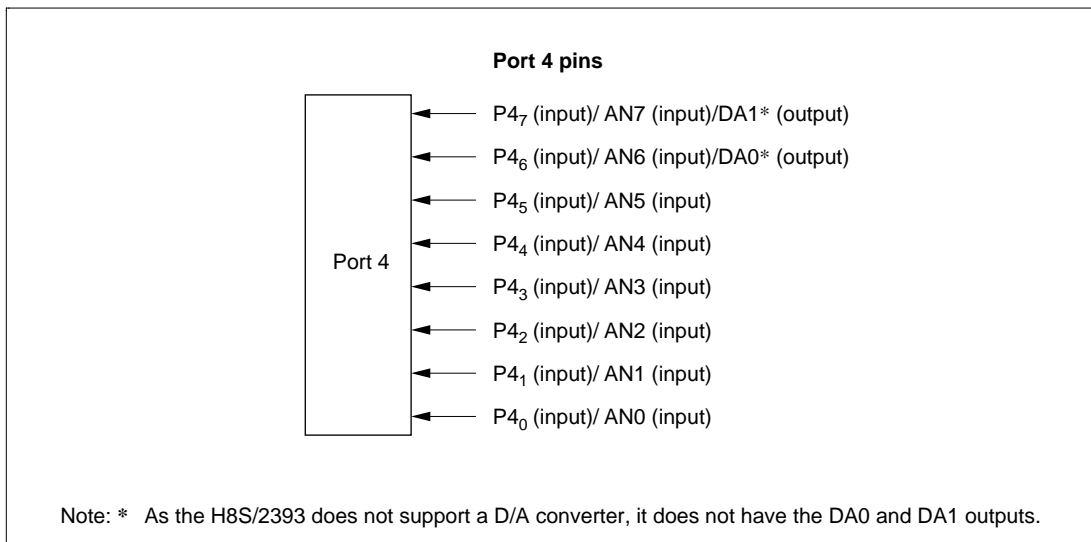 Port 4 pins
P4₇ (input)/ AN7 (input)/DA1* (output)
P4₆ (input)/ AN6 (input)/DA0* (output)
P4₅ (input)/ AN5 (input)
P4₄ (input)/ AN4 (input)
Port 4
P4₃ (input)/ AN3 (input)
P4₂ (input)/ AN2 (input)
P4₁ (input)/ AN1 (input)
P4₀ (input)/ AN0 (input)
Note: * As the H8S/2393 does not support a D/A converter, it does not have the DA0 and DA1 outputs.